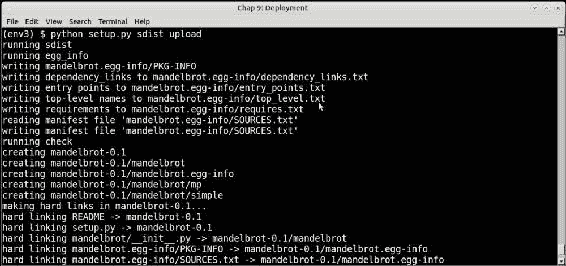 Chap 9: Deployment
File Edit View Search Terminal Help
(env3) $ python setup.py sdist upload
running sdist
running egg_info
writing mandelbrot.egg-info/PKG-INFO
writing dependency_links to mandelbrot.egg-info/dependency_links.txt
writing entry points to mandelbrot.egg-info/entry_points.txt
writing top-level names to mandelbrot.egg-info/top_level.txt
writing requirements to mandelbrot.egg-info/requires.txt
reading manifest file 'mandelbrot.egg-info/SOURCES.txt'
writing manifest file 'mandelbrot.egg-info/SOURCES.txt'
running check
creating mandelbrot-0.1
creating mandelbrot-0.1/mandelbrot
creating mandelbrot-0.1/mandelbrot.egg-info
creating mandelbrot-0.1/mandelbrot/mp
creating mandelbrot-0.1/mandelbrot/simple
making hard links in mandelbrot-0.1...
hard linking README -> mandelbrot-0.1
hard linking setup.py -> mandelbrot-0.1
hard linking mandelbrot/__init__.py -> mandelbrot-0.1/mandelbrot
hard linking mandelbrot.egg-info/PKG-INFO -> mandelbrot-0.1/mandelbrot.egg-info
hard linking mandelbrot.egg-info/SOURCES.txt -> mandelbrot-0.1/mandelbrot.egg-info